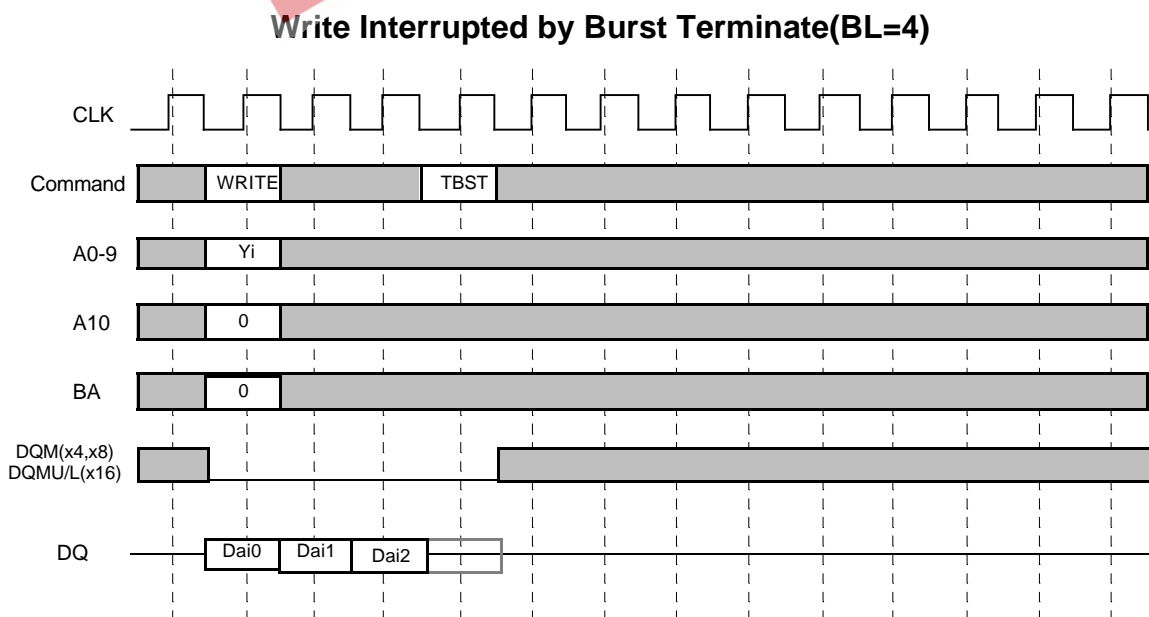 Write Interrupted by Burst Terminate(BL=4)
CLK
Command WRITE TBST
A0-9 Yi
A10 0
BA 0
DQM(x4,x8)
DQMU/L(x16)
DQ Dai0 Dai1 Dai2